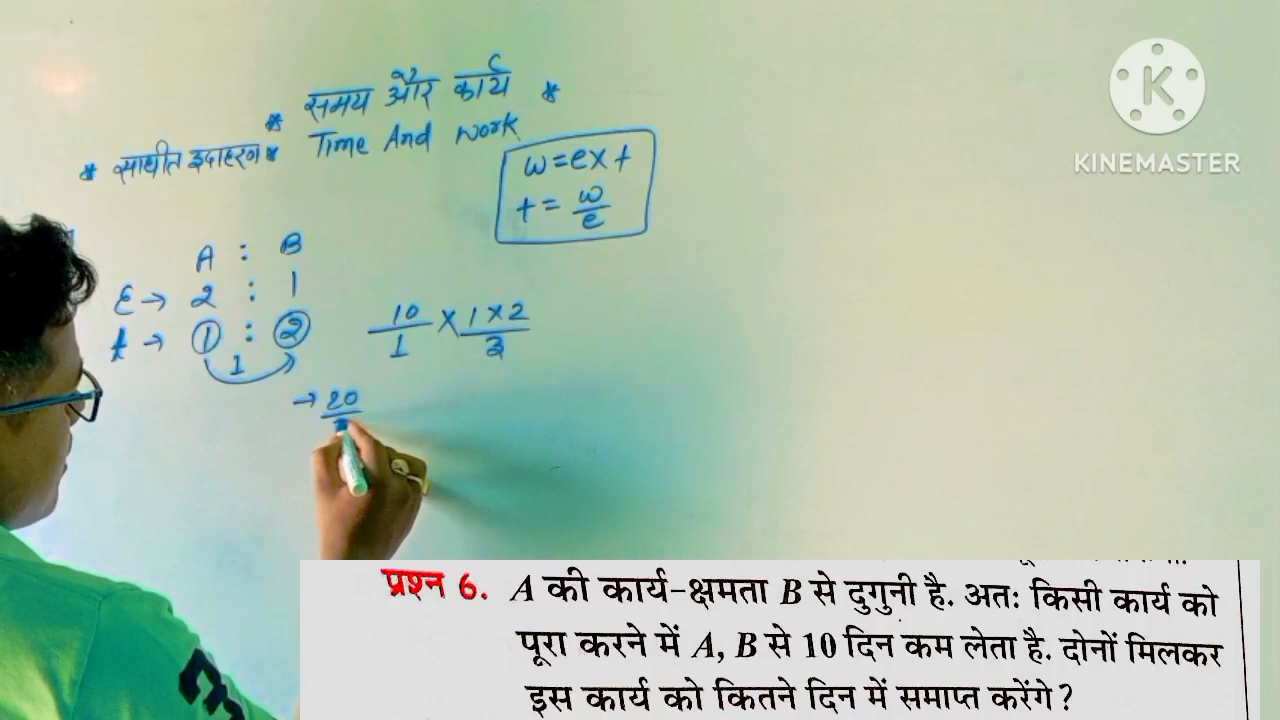 * समय और कार्य *
* साधीत उदाहरण * Time And Work
w = e x t
t = w/e
A : B
E → 2 : 1
t → 1 : 2
1
10/1 × 1 × 2/3
→ 20
KINEMASTER
प्रश्न 6. A की कार्य-क्षमता B से दुगुनी है. अतः किसी कार्य को
पूरा करने में A, B से 10 दिन कम लेता है. दोनों मिलकर
इस कार्य को कितने दिन में समाप्त करेंगे ?